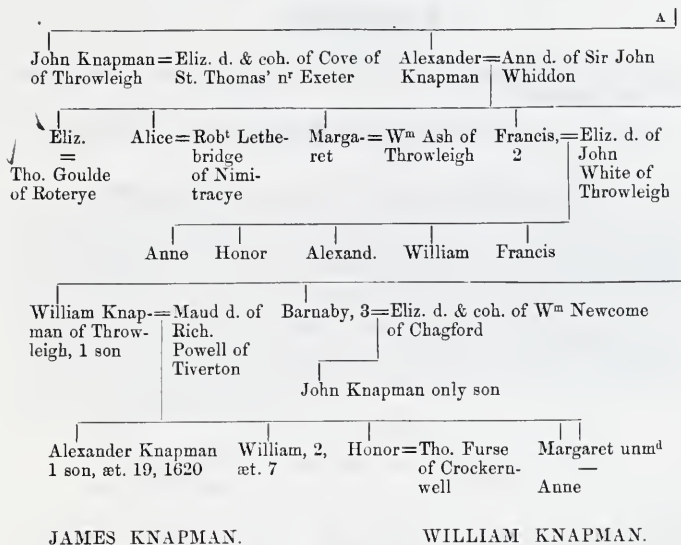 A
John Knapman = Eliz. d. & coh. of Cove of Alexander = Ann d. of Sir John
of Throwleigh St. Thomas' nʳ Exeter Knapman Whiddon
Eliz. Alice = Robᵗ Lethe- Marga- = Wᵐ Ash of Francis, = Eliz. d. of
= bridge ret Throwleigh 2 John
Tho. Goulde of Nimi- White of
of Roterye tracye Throwleigh
Anne Honor Alexand. William Francis
William Knap- = Maud d. of Barnaby, 3 = Eliz. d. & coh. of Wᵐ Newcome
man of Throw- Rich. of Chagford
leigh, 1 son Powell of
Tiverton
John Knapman only son
Alexander Knapman William, 2, Honor = Tho. Furse Margaret unmᵈ
1 son, æt. 19, 1620 æt. 7 of Crockern- —
well Anne
JAMES KNAPMAN. WILLIAM KNAPMAN.